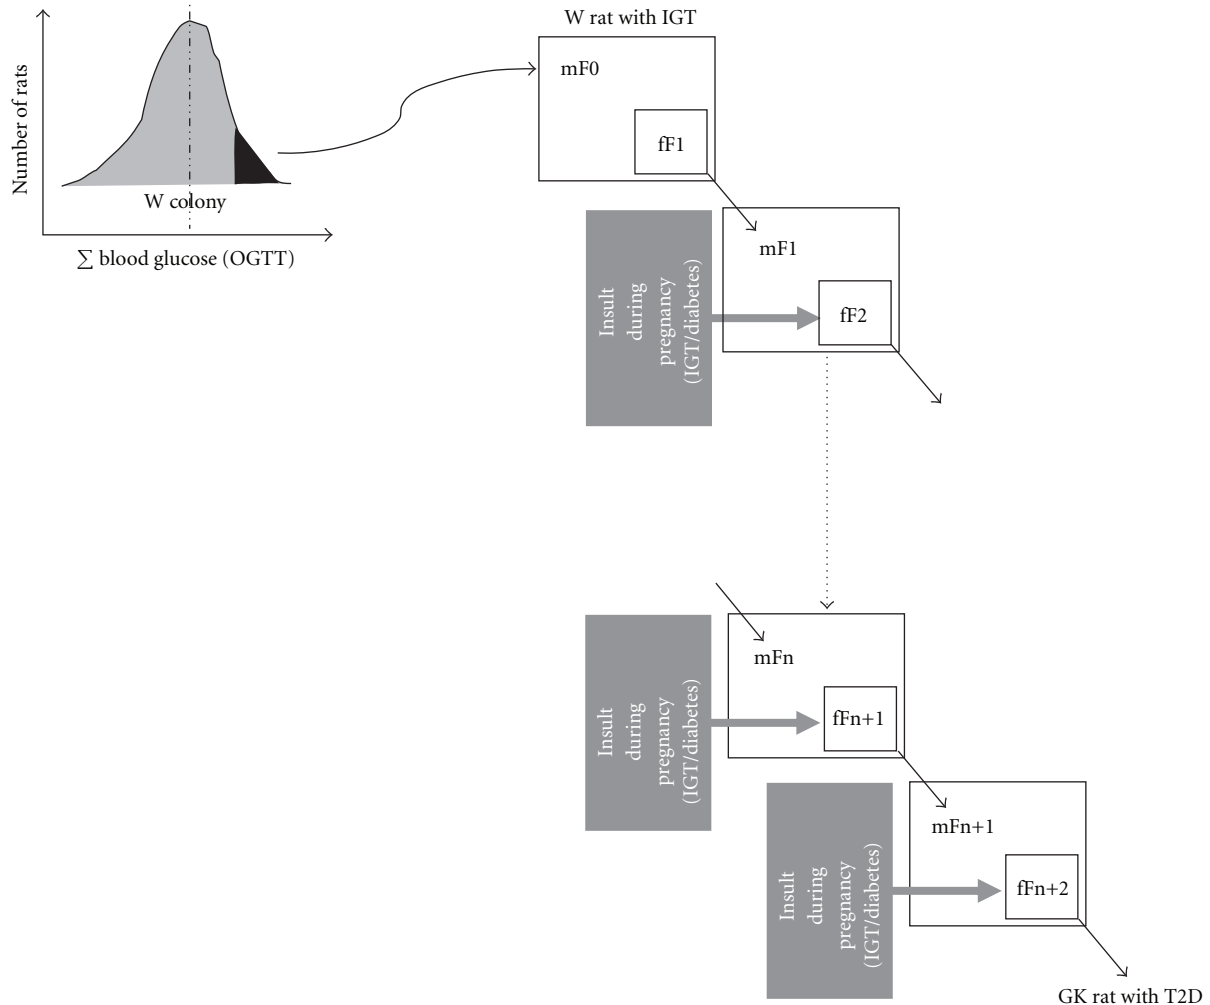 W rat with IGT
mF0
fF1
Number of rats
W colony
∑ blood glucose (OGTT)
mF1
fF2
Insult
during
pregnancy
(IGT/diabetes)
mFn
fFn+1
Insult
during
pregnancy
(IGT/diabetes)
mFn+1
fFn+2
Insult
during
pregnancy
(IGT/diabetes)
GK rat with T2D